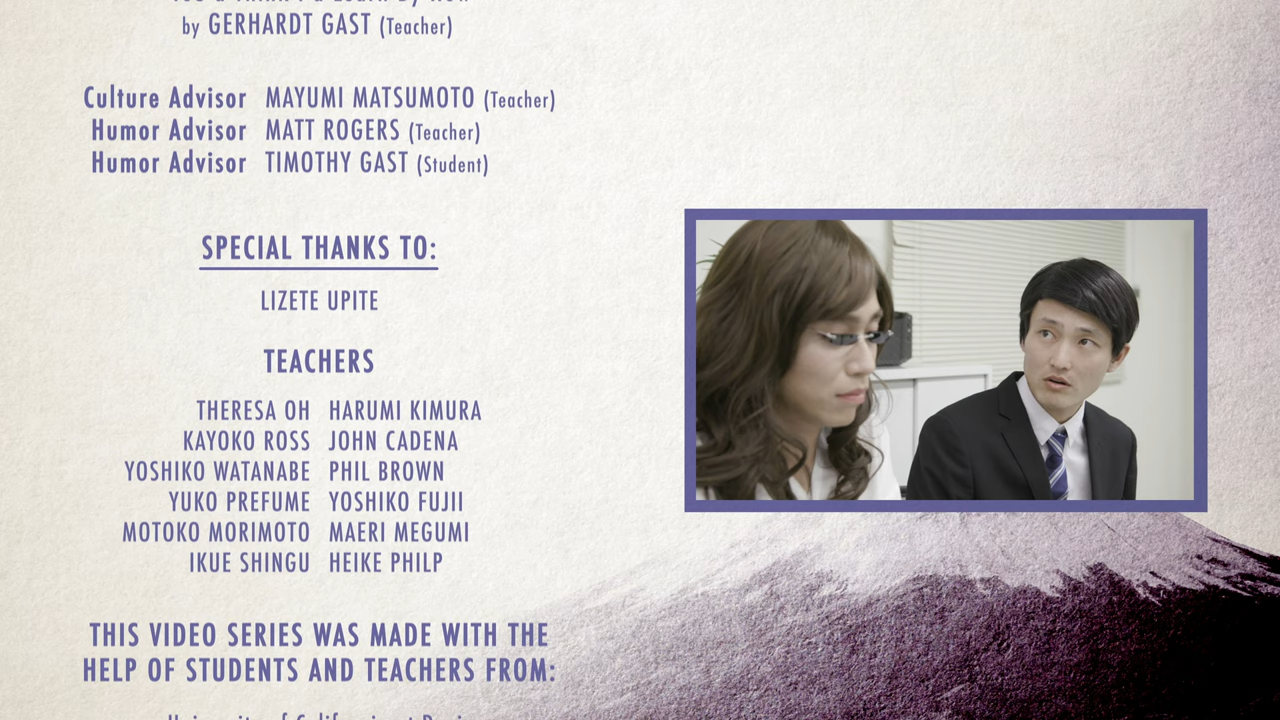 by GERHARDT GAST (Teacher)
Culture Advisor MAYUMI MATSUMOTO (Teacher)
Humor Advisor MATT ROGERS (Teacher)
Humor Advisor TIMOTHY GAST (Student)
SPECIAL THANKS TO:
LIZETE UPITE
TEACHERS
THERESA OH HARUMI KIMURA
KAYOKO ROSS JOHN CADENA
YOSHIKO WATANABE PHIL BROWN
YUKO PREFUME YOSHIKO FUJII
MOTOKO MORIMOTO MAERI MEGUMI
IKUE SHINGU HEIKE PHILP
THIS VIDEO SERIES WAS MADE WITH THE
HELP OF STUDENTS AND TEACHERS FROM: